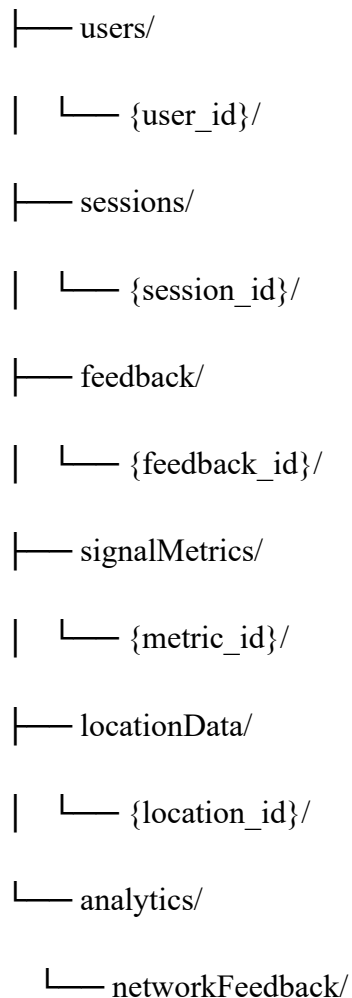 ├── users/
│   └── {user_id}/
├── sessions/
│   └── {session_id}/
├── feedback/
│   └── {feedback_id}/
├── signalMetrics/
│   └── {metric_id}/
├── locationData/
│   └── {location_id}/
└── analytics/
    └── networkFeedback/